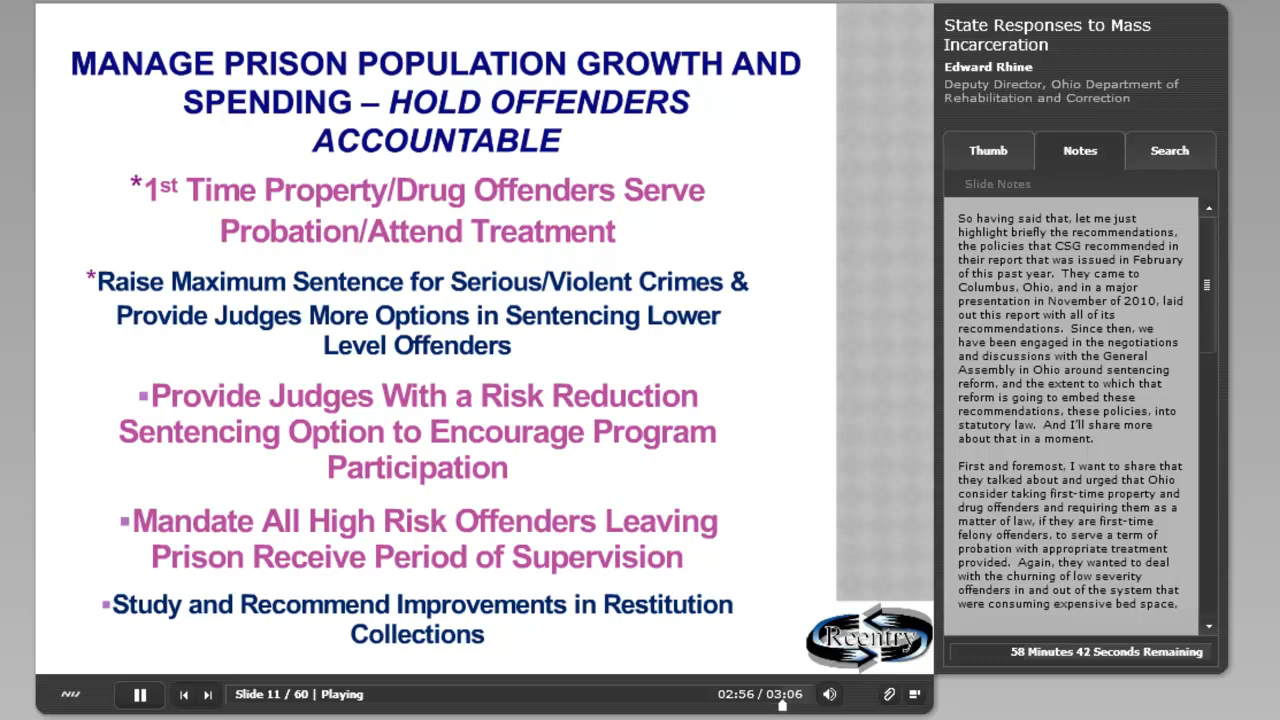 MANAGE PRISON POPULATION GROWTH AND
SPENDING – HOLD OFFENDERS
ACCOUNTABLE
*1st Time Property/Drug Offenders Serve
Probation/Attend Treatment
*Raise Maximum Sentence for Serious/Violent Crimes &
Provide Judges More Options in Sentencing Lower
Level Offenders
▪Provide Judges With a Risk Reduction
Sentencing Option to Encourage Program
Participation
▪Mandate All High Risk Offenders Leaving
Prison Receive Period of Supervision
▪Study and Recommend Improvements in Restitution
Collections
Reentry
State Responses to Mass
Incarceration
Edward Rhine
Deputy Director, Ohio Department of
Rehabilitation and Correction
Thumb Notes Search
Slide Notes
So having said that, let me just
highlight briefly the recommendations,
the policies that CSG recommended in
their report that was issued in February
of this past year. They came to
Columbus, Ohio, and in a major
presentation in November of 2010, laid
out this report with all of its
recommendations. Since then, we
have been engaged in the negotiations
and discussions with the General
Assembly in Ohio around sentencing
reform, and the extent to which that
reform is going to embed these
recommendations, these policies, into
statutory law. And I'll share more
about that in a moment.
First and foremost, I want to share that
they talked about and urged that Ohio
consider taking first-time property and
drug offenders and requiring them as a
matter of law, if they are first-time
felony offenders, to serve a term of
probation with appropriate treatment
provided. Again, they wanted to deal
with the churning of low severity
offenders in and out of the system that
were consuming expensive bed space,
58 Minutes 42 Seconds Remaining
NIJ
Slide 11 / 60 | Playing
02:56 / 03:06